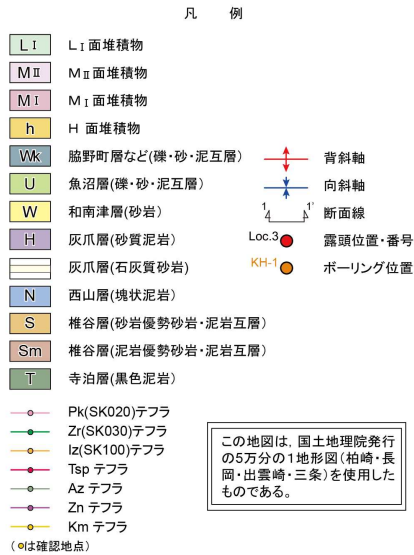 凡 例
LⅠ LⅠ面堆積物
MⅡ MⅡ面堆積物
MⅠ MⅠ面堆積物
h H 面堆積物
Wk 脇野町層など(礫・砂・泥互層)
U 魚沼層(礫・砂・泥互層)
W 和南津層(砂岩)
H 灰爪層(砂質泥岩)
灰爪層(石灰質砂岩)
N 西山層(塊状泥岩)
S 椎谷層(砂岩優勢砂岩・泥岩互層)
Sm 椎谷層(泥岩優勢砂岩・泥岩互層)
T 寺泊層(黒色泥岩)
背斜軸
向斜軸
1 1' 断面線
Loc.3 露頭位置・番号
KH-1 ボーリング位置
Pk(SK020)テフラ
Zr(SK030)テフラ
Iz(SK100)テフラ
Tsp テフラ
Az テフラ
Zn テフラ
Km テフラ
(●は確認地点)
この地図は，国土地理院発行
の5万分の1地形図(柏崎・長
岡・出雲崎・三条)を使用した
ものである。